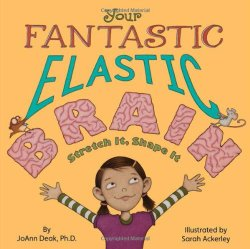 Your
FANTASTIC
ELASTIC
BRAIN
Stretch It, Shape It
By
JoAnn Deak, Ph.D.
Illustrated by
Sarah Ackerley